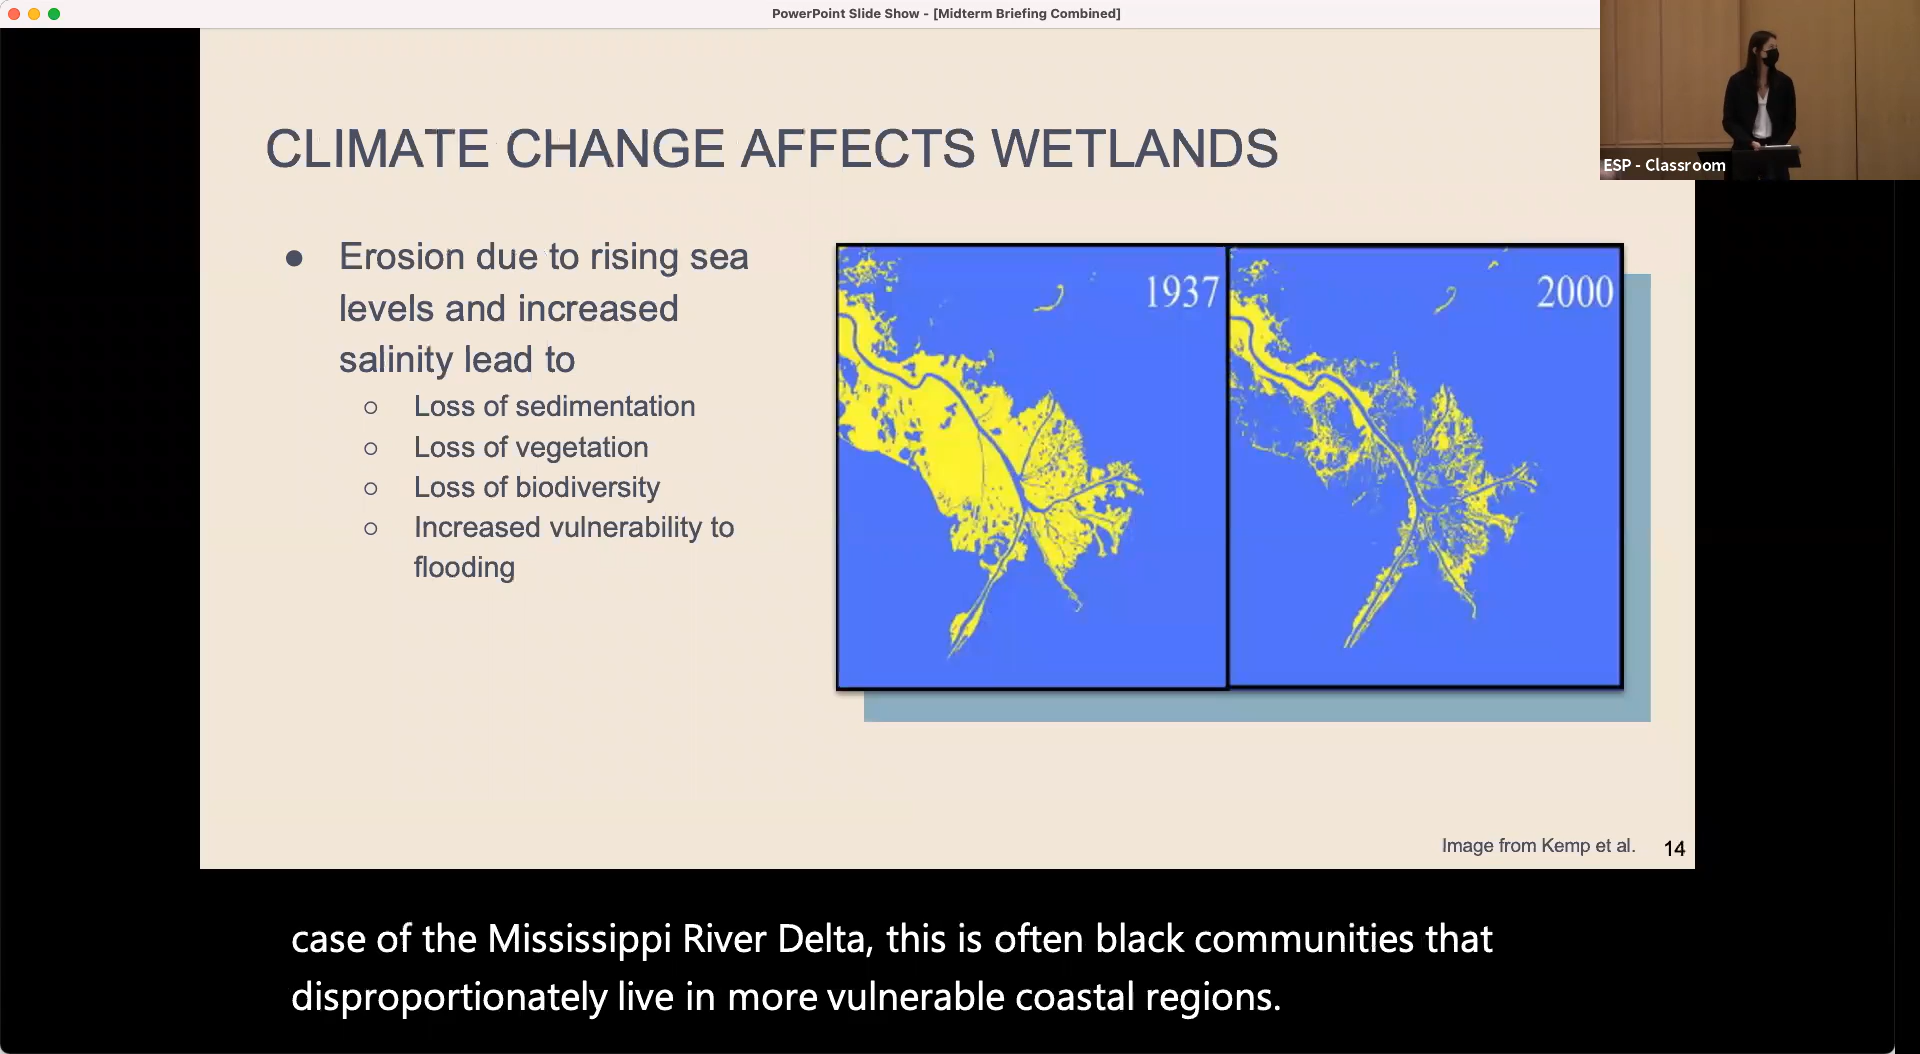 PowerPoint Slide Show - [Midterm Briefing Combined]
ESP - Classroom
CLIMATE CHANGE AFFECTS WETLANDS
● Erosion due to rising sea
levels and increased
salinity lead to
○ Loss of sedimentation
○ Loss of vegetation
○ Loss of biodiversity
○ Increased vulnerability to
flooding
1937
2000
Image from Kemp et al.
14
case of the Mississippi River Delta, this is often black communities that
disproportionately live in more vulnerable coastal regions.